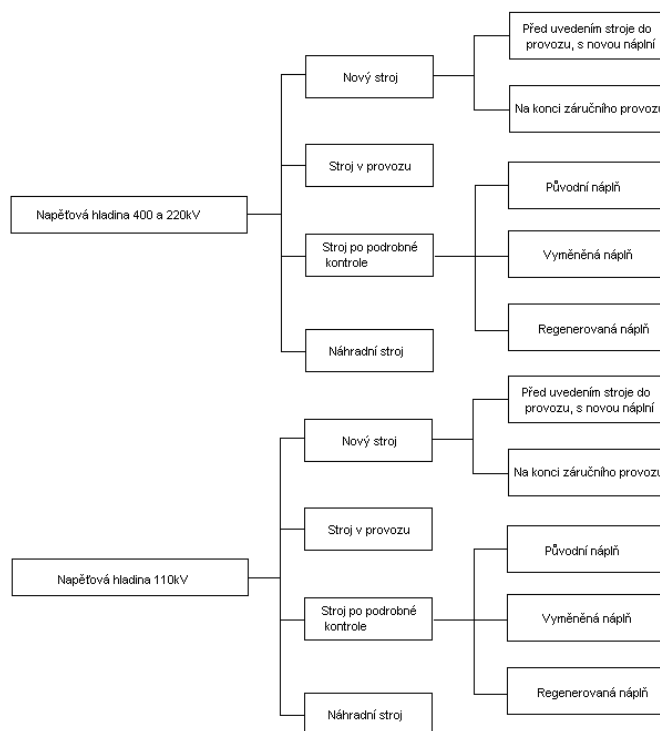 Před uvedením stroje do
provozu, s novou náplní
Nový stroj
Na konci záručního provozu
Stroj v provozu
Původní náplň
Napěťová hladina 400 a 220kV
Stroj po podrobné
kontrole
Vyměněná náplň
Regenerovaná náplň
Náhradní stroj
Před uvedením stroje do
provozu, s novou náplní
Nový stroj
Na konci záručního provozu
Stroj v provozu
Původní náplň
Napěťová hladina 110kV
Stroj po podrobné
kontrole
Vyměněná náplň
Regenerovaná náplň
Náhradní stroj